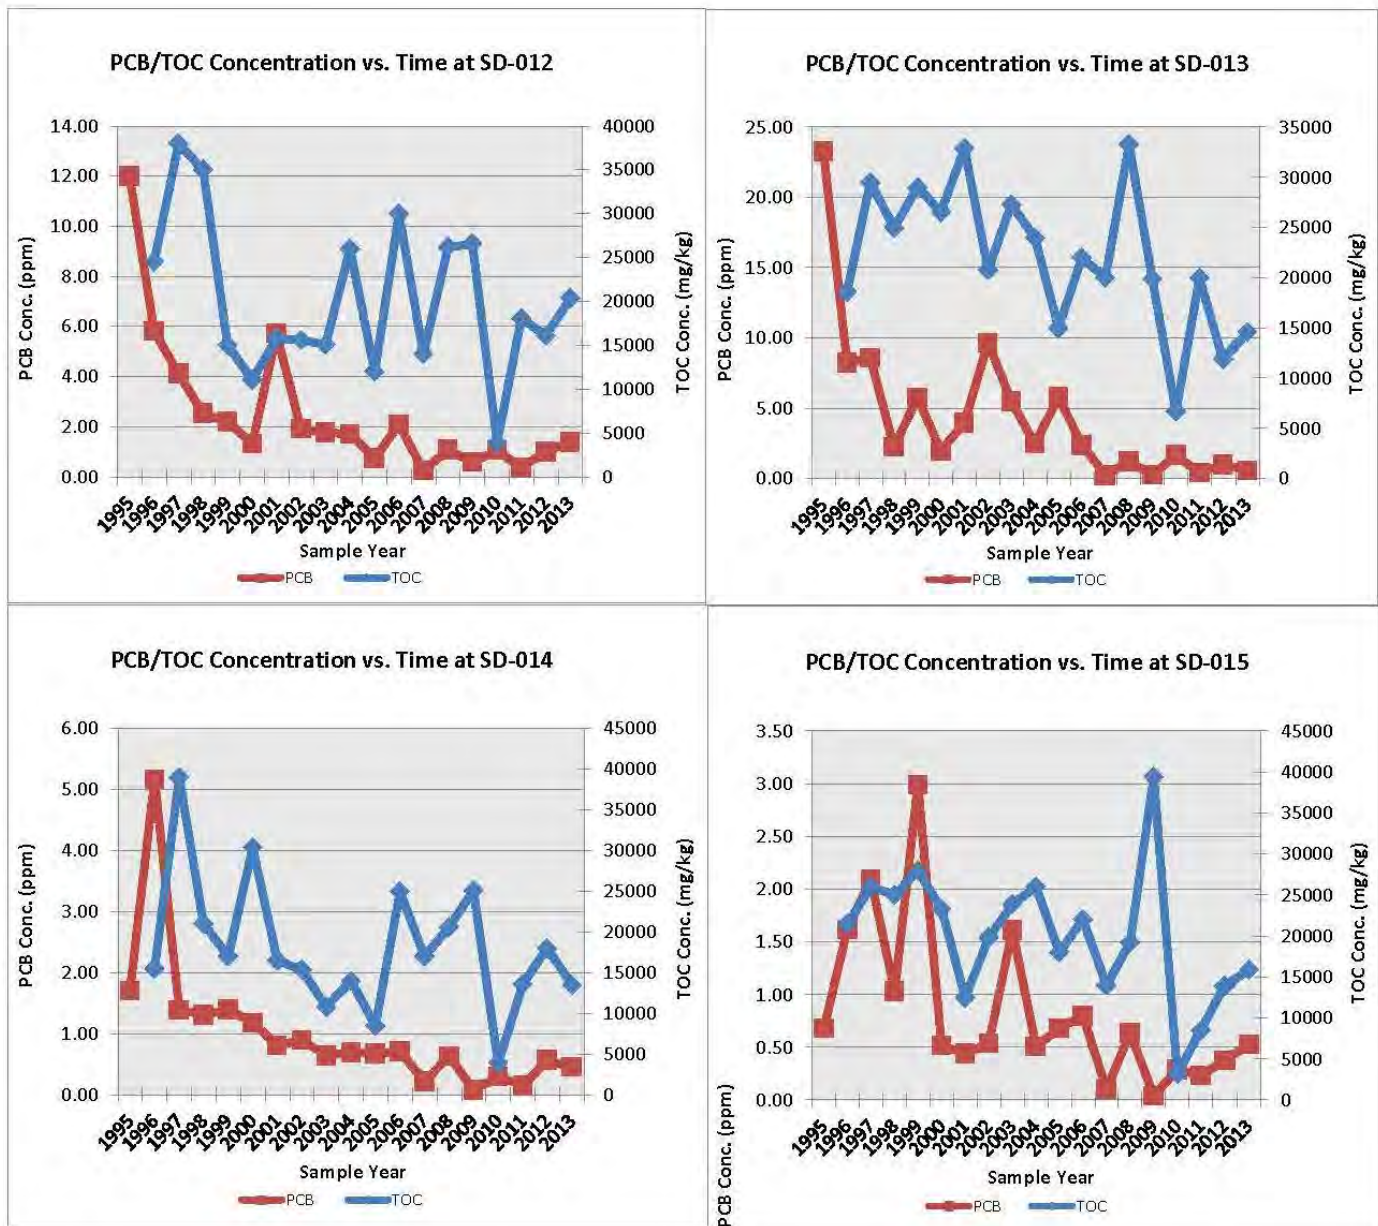 PCB/TOC Concentration vs. Time at SD-012
14.00
12.00
10.00
8.00
6.00
4.00
2.00
0.00
PCB Conc. (ppm)
40000
35000
30000
25000
20000
15000
10000
5000
0
TOC Conc. (mg/kg)
1995 1996 1997 1998 1999 2000 2001 2002 2003 2004 2005 2006 2007 2008 2009 2010 2011 2012 2013
Sample Year
PCB TOC
PCB/TOC Concentration vs. Time at SD-013
25.00
20.00
15.00
10.00
5.00
0.00
PCB Conc. (ppm)
35000
30000
25000
20000
15000
10000
5000
0
TOC Conc. (mg/kg)
1995 1996 1997 1998 1999 2000 2001 2002 2003 2004 2005 2006 2007 2008 2009 2010 2011 2012 2013
Sample Year
PCB TOC
PCB/TOC Concentration vs. Time at SD-014
6.00
5.00
4.00
3.00
2.00
1.00
0.00
PCB Conc. (ppm)
45000
40000
35000
30000
25000
20000
15000
10000
5000
0
TOC Conc. (mg/kg)
1995 1996 1997 1998 1999 2000 2001 2002 2003 2004 2005 2006 2007 2008 2009 2010 2011 2012 2013
Sample Year
PCB TOC
PCB/TOC Concentration vs. Time at SD-015
3.50
3.00
2.50
2.00
1.50
1.00
0.50
0.00
PCB Conc. (ppm)
45000
40000
35000
30000
25000
20000
15000
10000
5000
0
TOC Conc. (mg/kg)
1995 1996 1997 1998 1999 2000 2001 2002 2003 2004 2005 2006 2007 2008 2009 2010 2011 2012 2013
Sample Year
PCB TOC